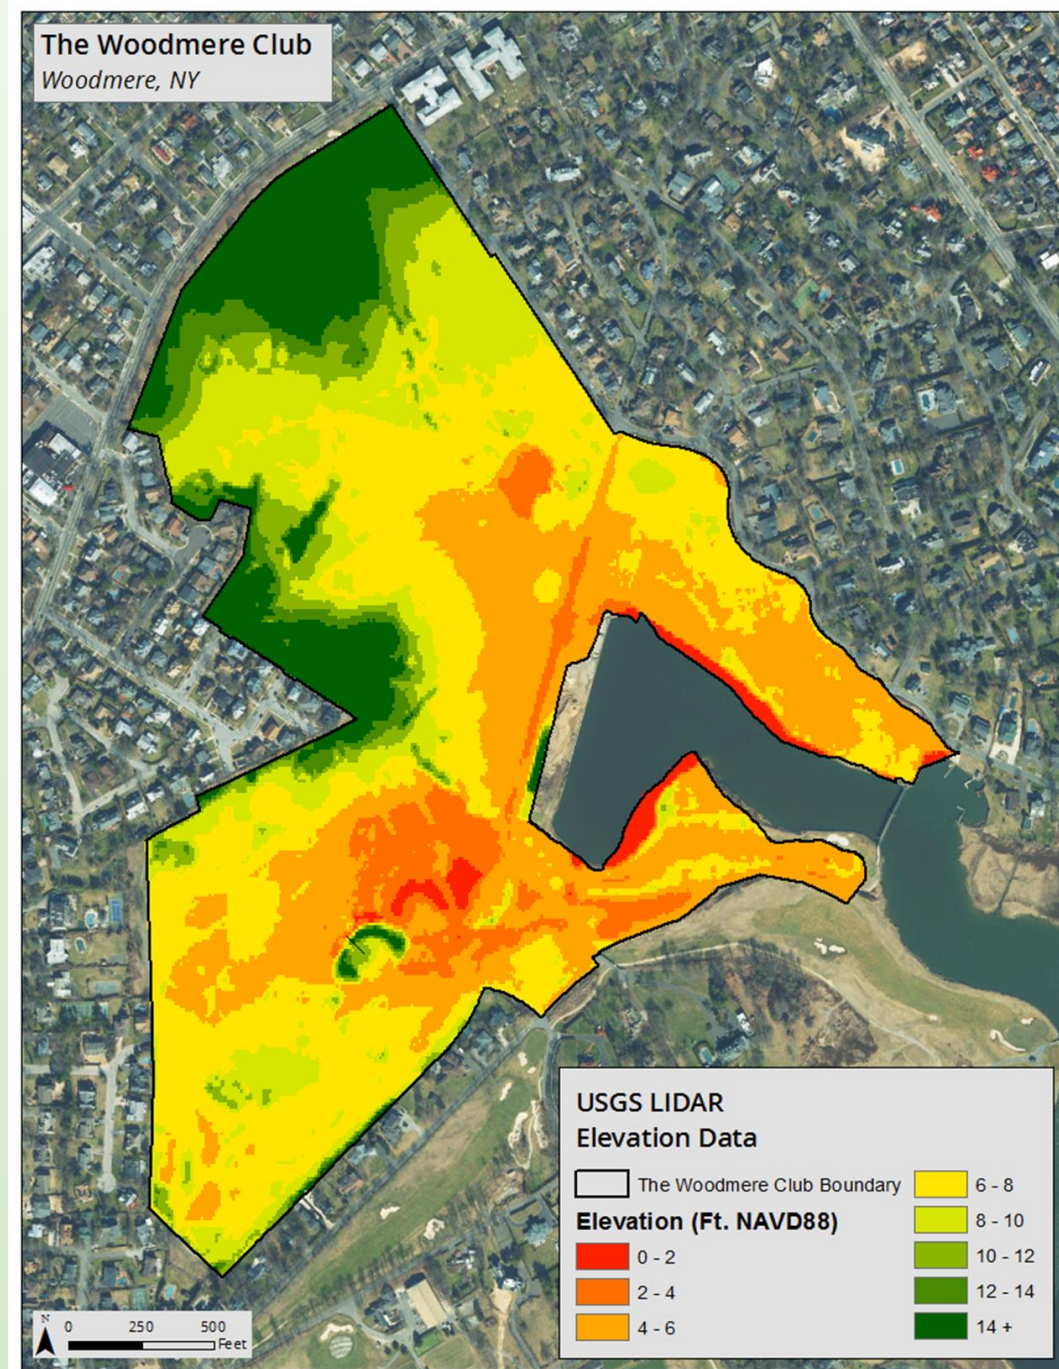 The Woodmere Club
Woodmere, NY
USGS LIDAR
Elevation Data
The Woodmere Club Boundary
Elevation (Ft. NAVD88)
0 - 2
2 - 4
4 - 6
6 - 8
8 - 10
10 - 12
12 - 14
14 +
N
0 250 500
Feet